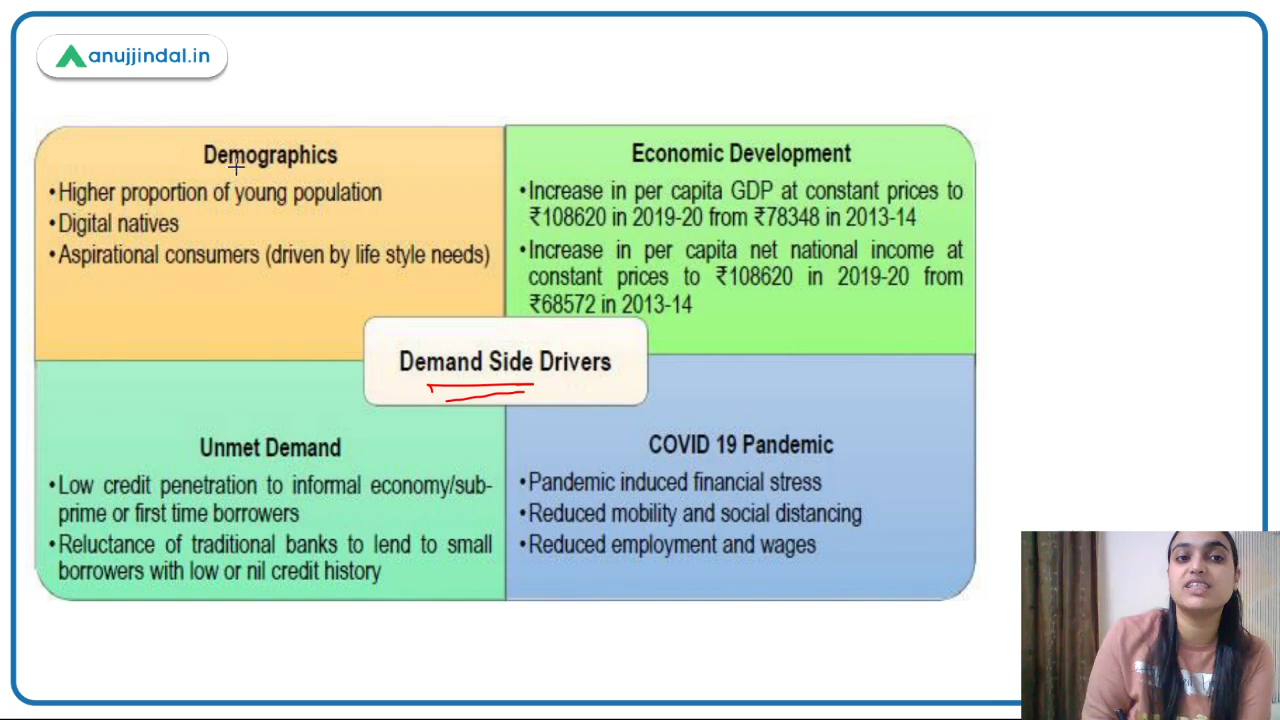 anujjindal.in
Demographics
•Higher proportion of young population
•Digital natives
•Aspirational consumers (driven by life style needs)
Economic Development
•Increase in per capita GDP at constant prices to
₹108620 in 2019-20 from ₹78348 in 2013-14
•Increase in per capita net national income at
constant prices to ₹108620 in 2019-20 from
₹68572 in 2013-14
Demand Side Drivers
Unmet Demand
•Low credit penetration to informal economy/sub-
prime or first time borrowers
•Reluctance of traditional banks to lend to small
borrowers with low or nil credit history
COVID 19 Pandemic
•Pandemic induced financial stress
•Reduced mobility and social distancing
•Reduced employment and wages